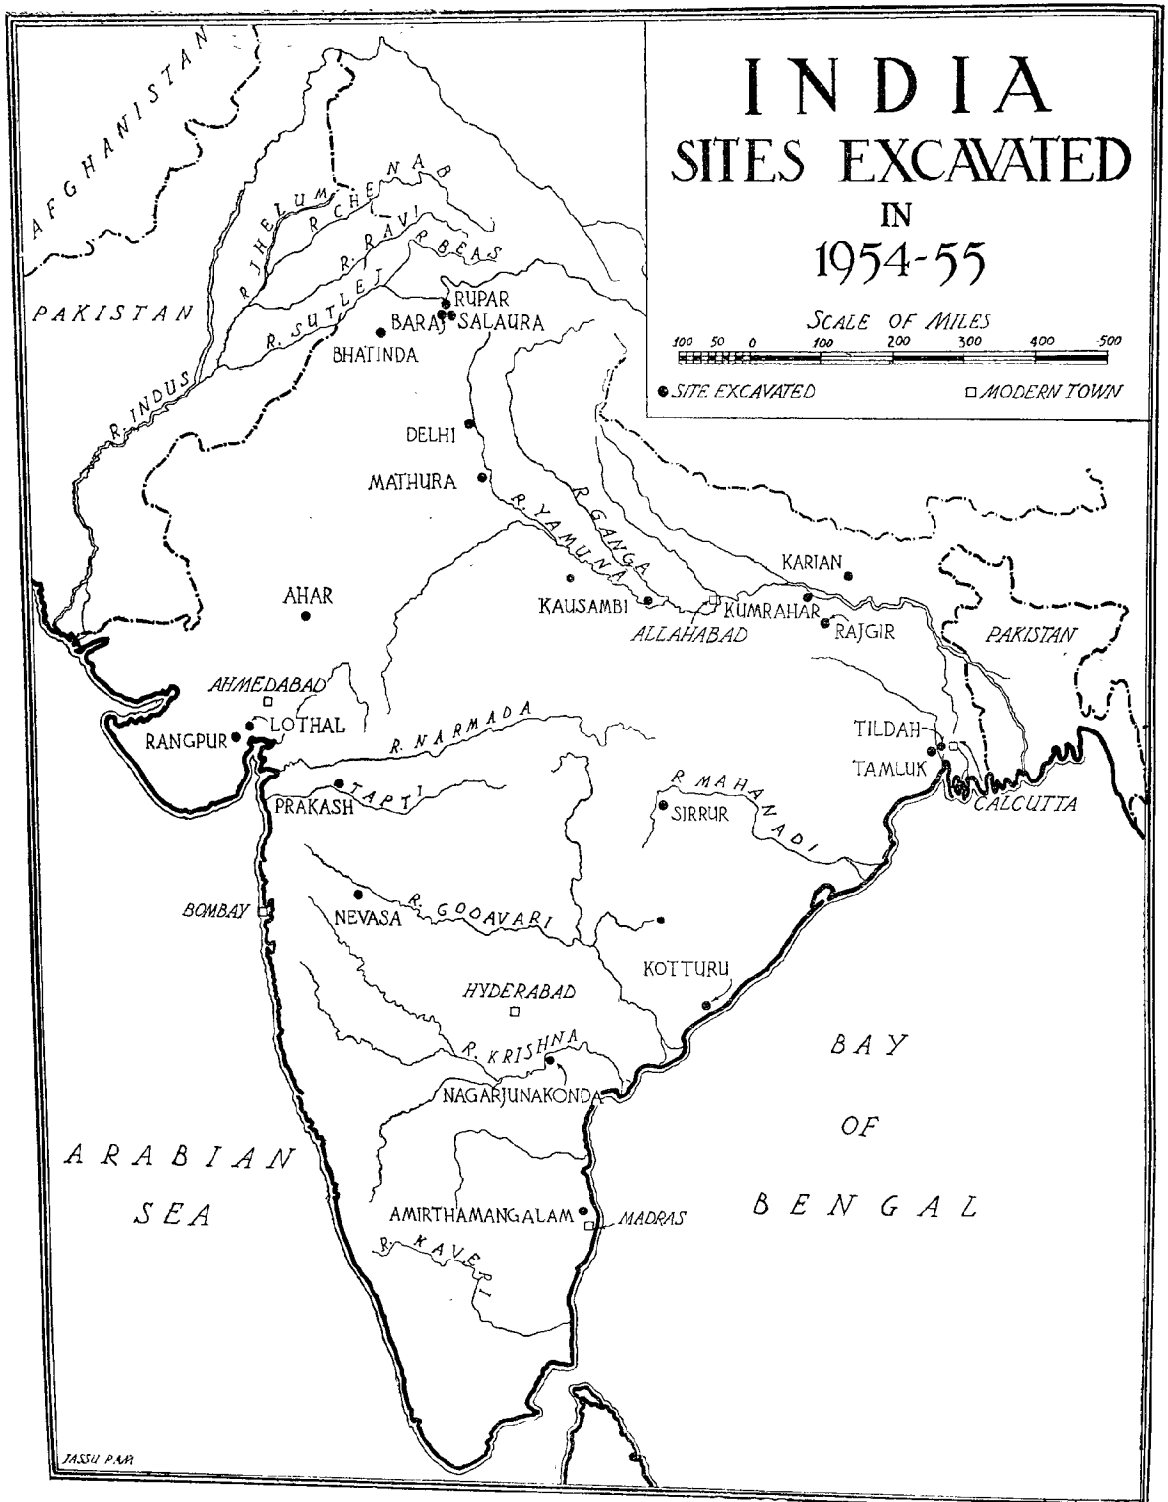 INDIA
SITES EXCAVATED
IN
1954-55
SCALE OF MILES
100 50 0 100 200 300 400 500
SITE EXCAVATED
MODERN TOWN
AFGHANISTAN
PAKISTAN
R. JHELUM
R. CHENAB
R. RAVI
R. BEAS
R. SUTLEJ
R. INDUS
RUPAR
BARA
SALAURA
BHATINDA
DELHI
MATHURA
R. YAMUNA
R. GANGA
KARIAN
AHAR
KAUSAMBI
KUMRAHAR
ALLAHABAD
RAJGIR
PAKISTAN
AHMEDABAD
LOTHAL
RANGPUR
R. NARMADA
TILDAH
TAMLUK
CALCUTTA
PRAKASH
TAPTI
R. MAHANADI
SIRRUR
BOMBAY
NEVASA
R. GODAVARI
KOTTURU
HYDERABAD
R. KRISHNA
NAGARJUNAKONDA
BAY
OF
BENGAL
ARABIAN
SEA
AMIRTHAMANGALAM
MADRAS
R. KAVERI